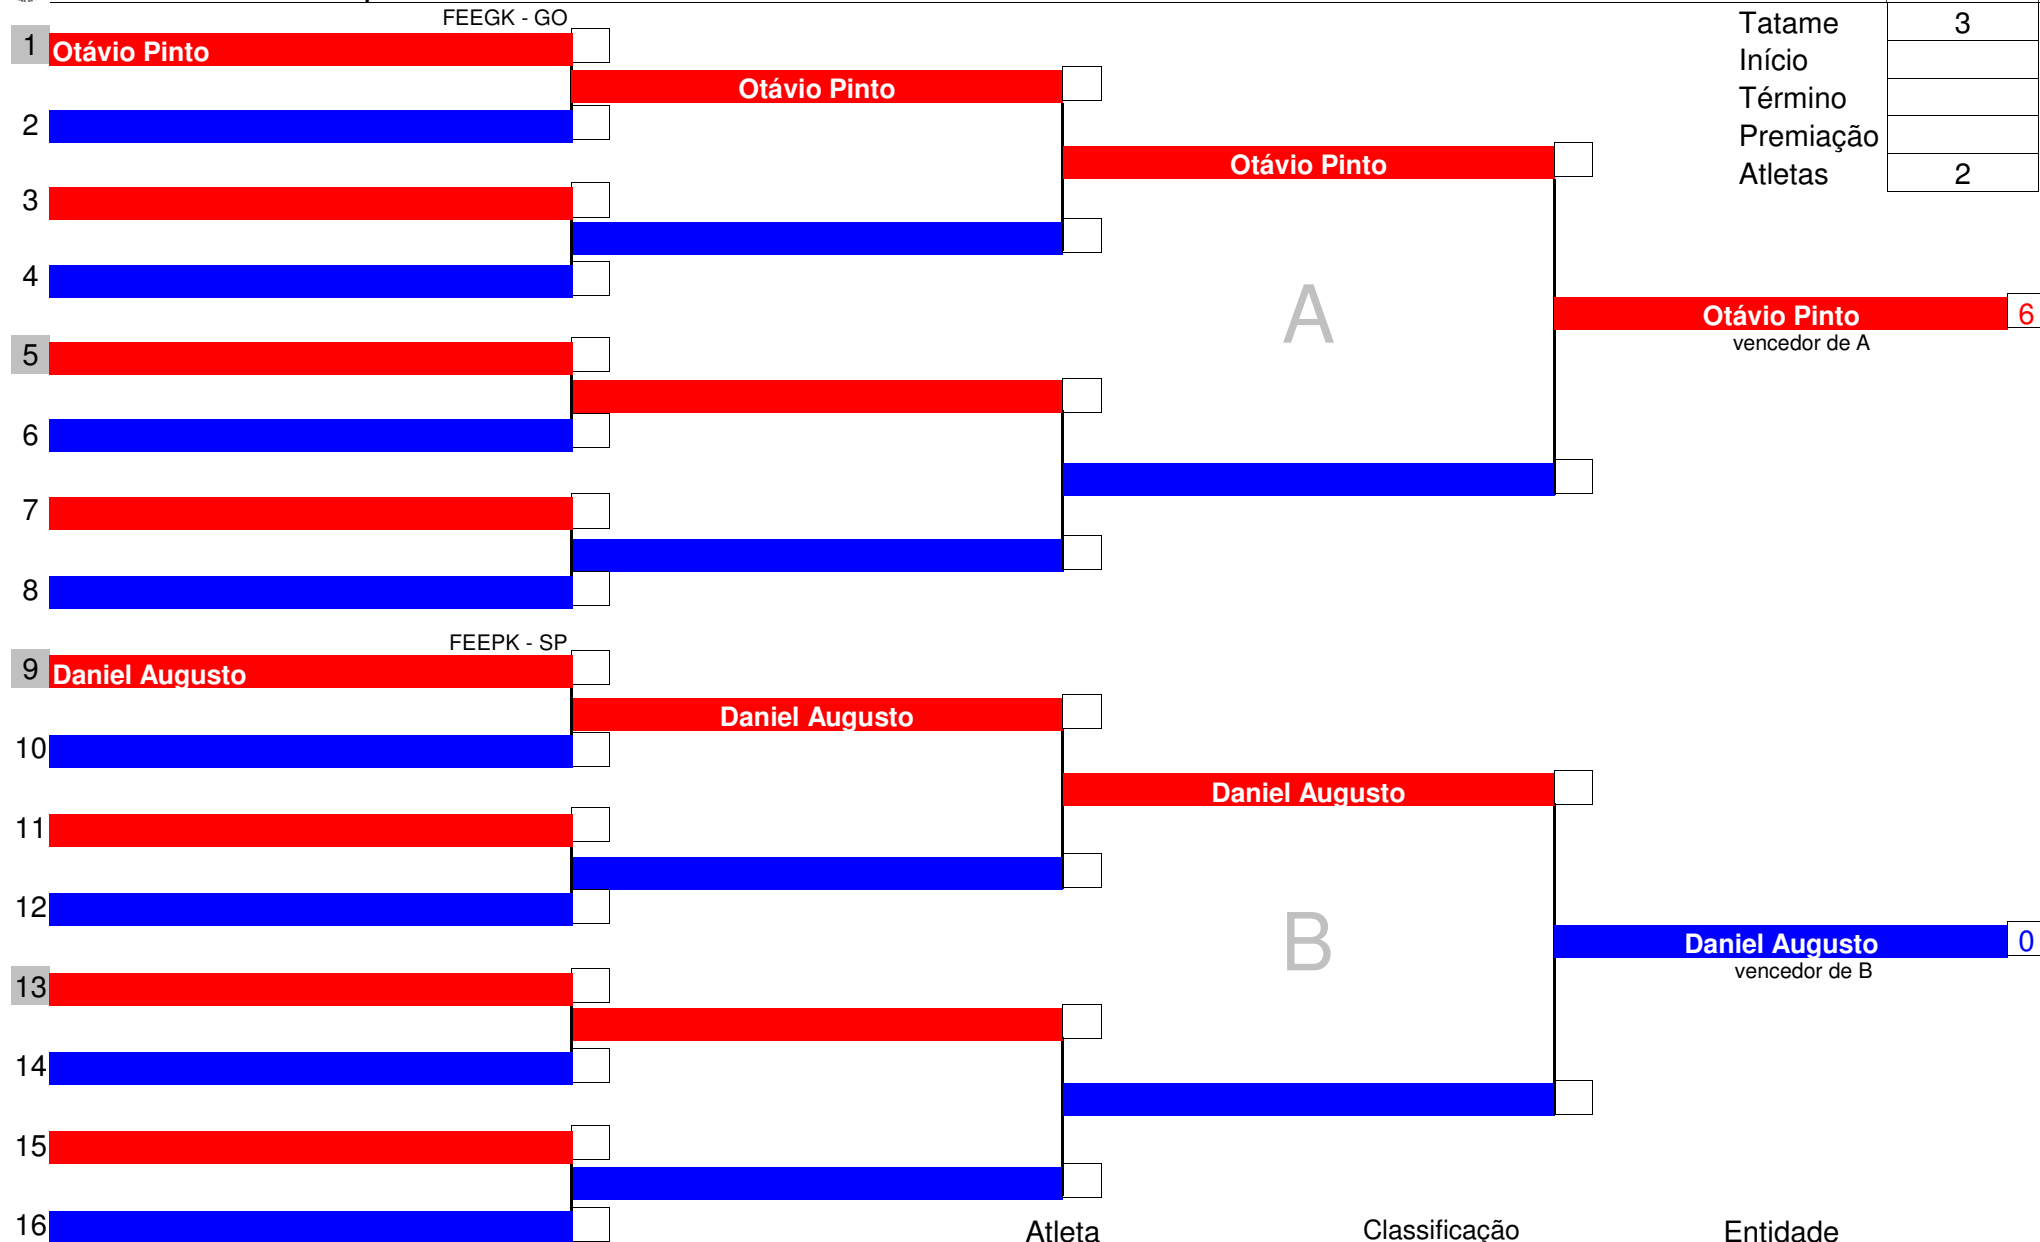 FEEGK - GO
Tatame 3
1 Otávio Pinto
Início
Otávio Pinto
Término
2
Premiação
Otávio Pinto
Atletas 2
3
4
A
Otávio Pinto 6
vencedor de A
5
6
7
8
FEEPK - SP
9 Daniel Augusto
Daniel Augusto
10
Daniel Augusto
11
12
B
Daniel Augusto 0
vencedor de B
13
14
15
16
Atleta Classificação Entidade